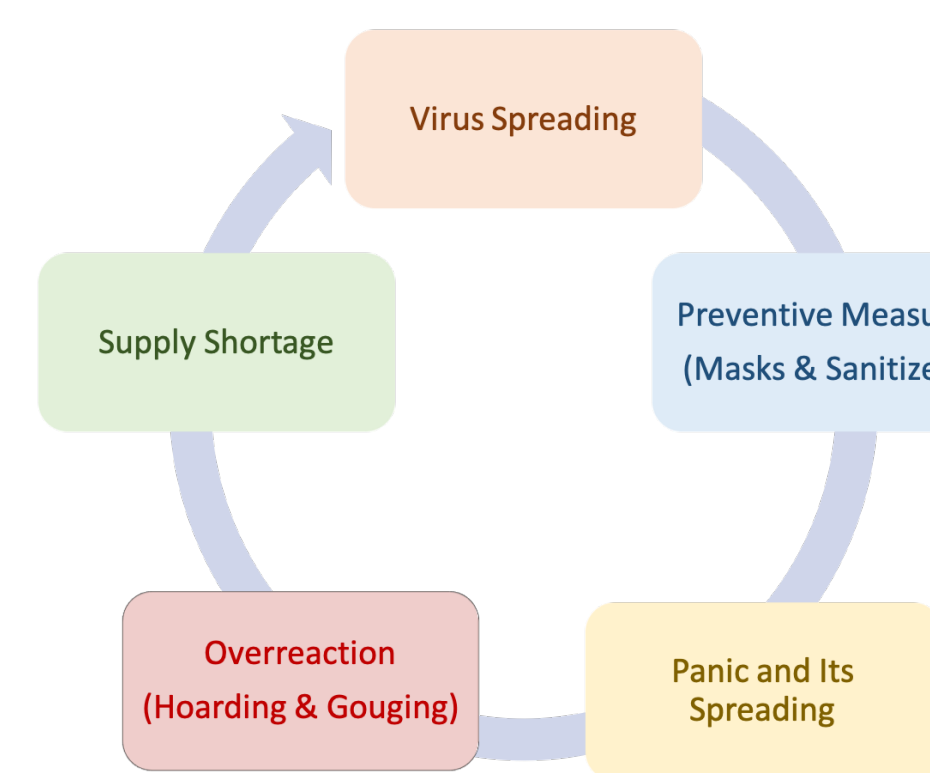 Virus Spreading
Preventive Measu
(Masks & Sanitize
Panic and Its
Spreading
Overreaction
(Hoarding & Gouging)
Supply Shortage